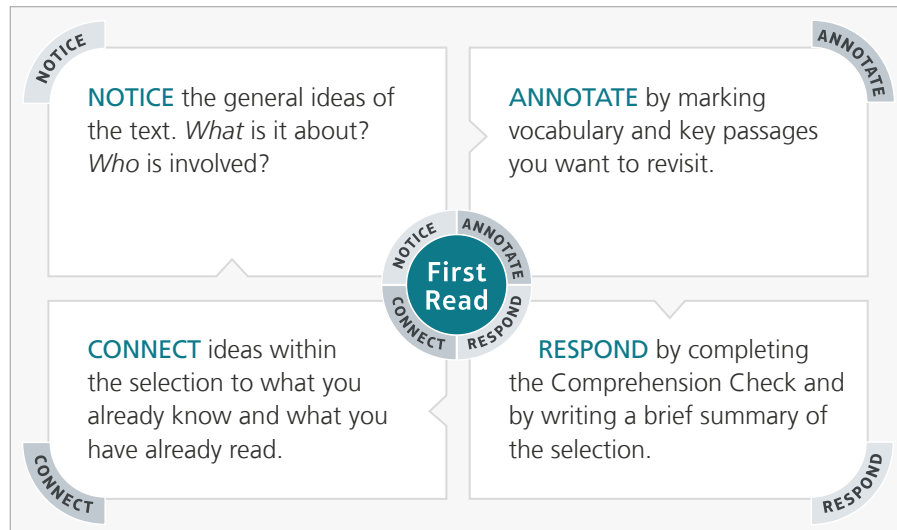 NOTICE
NOTICE the general ideas of
the text. What is it about?
Who is involved?
ANNOTATE
ANNOTATE by marking
vocabulary and key passages
you want to revisit.
NOTICE
ANNOTATE
First
Read
CONNECT
RESPOND
CONNECT ideas within
the selection to what you
already know and what you
have already read.
CONNECT
RESPOND by completing
the Comprehension Check and
by writing a brief summary of
the selection.
RESPOND